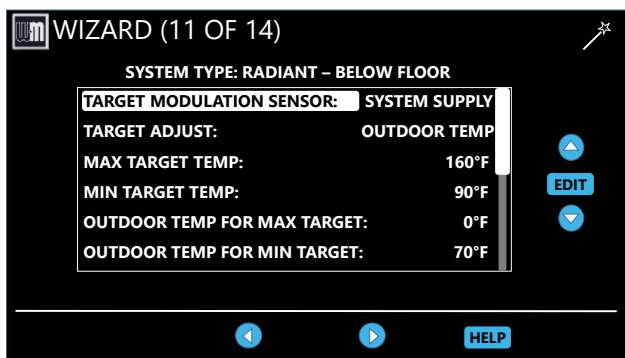 WM WIZARD (11 OF 14)
SYSTEM TYPE: RADIANT – BELOW FLOOR
TARGET MODULATION SENSOR: SYSTEM SUPPLY
TARGET ADJUST: OUTDOOR TEMP
MAX TARGET TEMP: 160°F
MIN TARGET TEMP: 90°F
OUTDOOR TEMP FOR MAX TARGET: 0°F
OUTDOOR TEMP FOR MIN TARGET: 70°F
EDIT
HELP